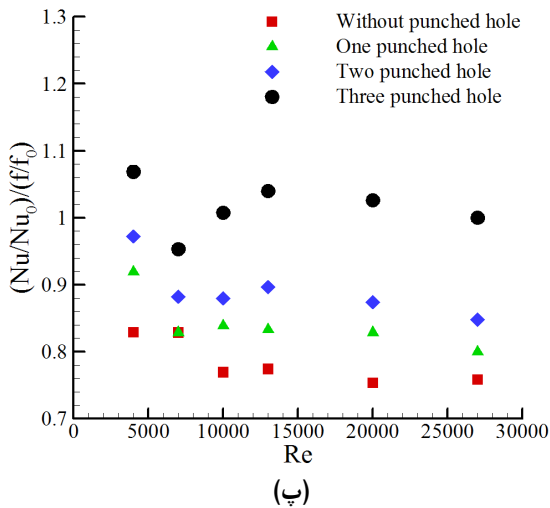 1.3
1.2
1.1
1
0.9
0.8
0.7
(Nu/Nu₀)/(f/f₀)
Without punched hole
One punched hole
Two punched hole
Three punched hole
0 5000 10000 15000 20000 25000 30000
Re
(پ)